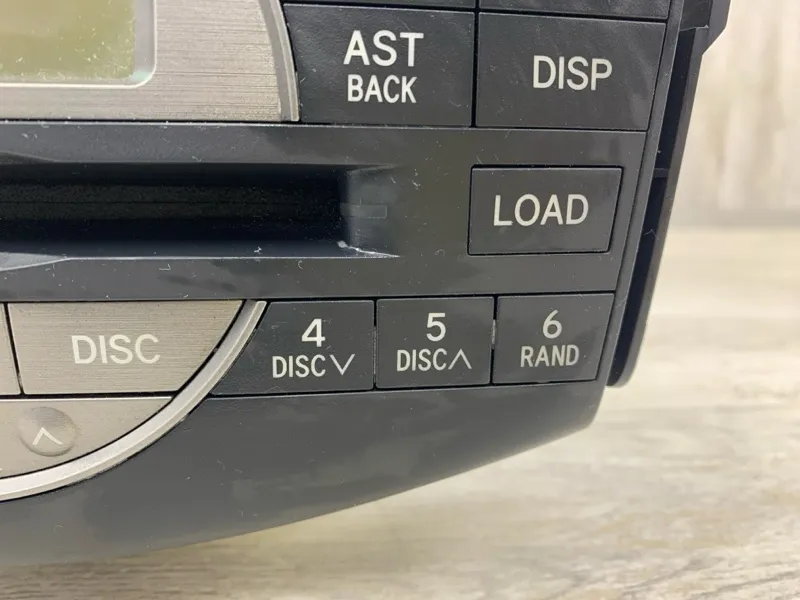 AST
BACK
DISP
LOAD
DISC
4
DISC ∨
5
DISC ∧
6
RAND